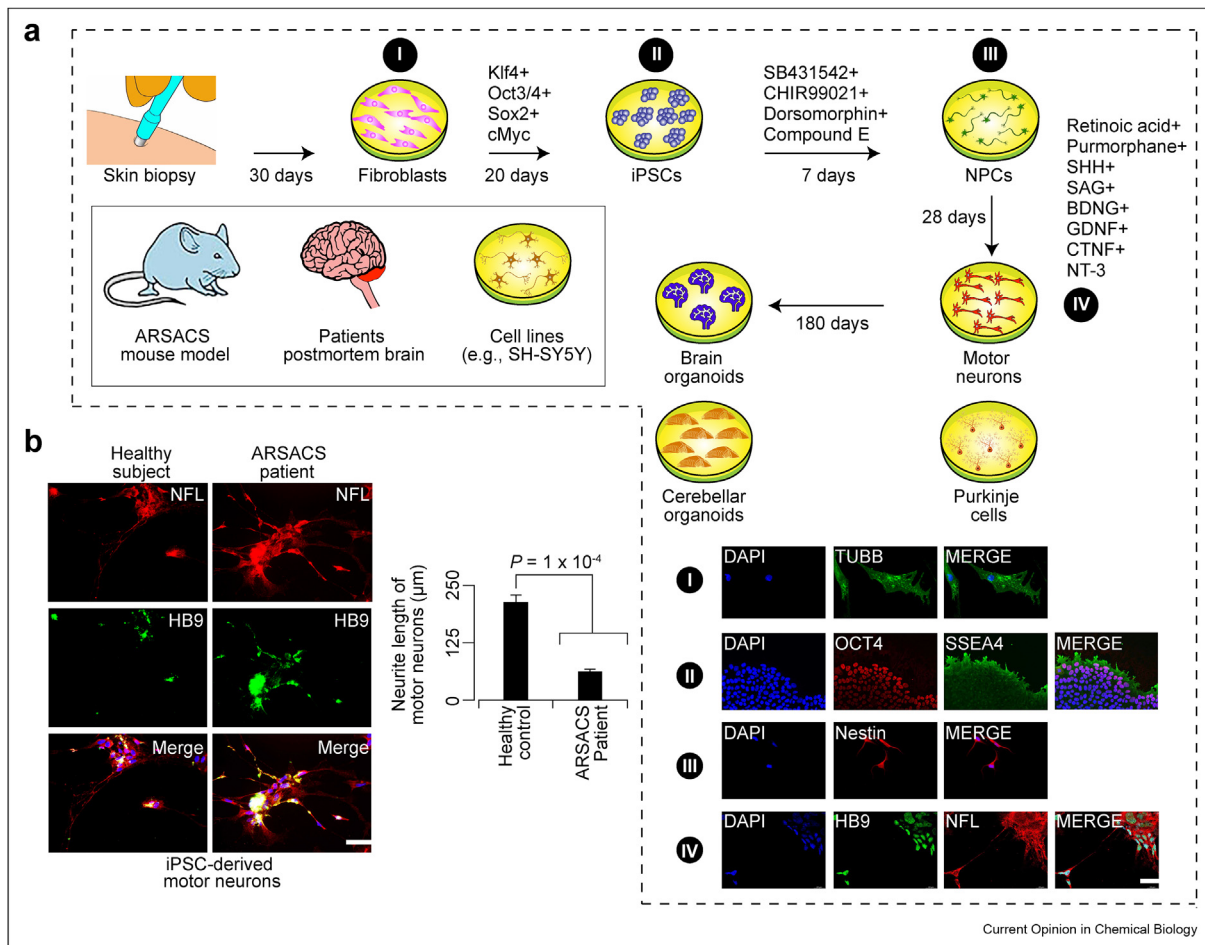 a
I
II
III
Klf4+
Oct3/4+
Sox2+
cMyc
SB431542+
CHIR99021+
Dorsomorphin+
Compound E
Skin biopsy
30 days
Fibroblasts
20 days
iPSCs
7 days
NPCs
Retinoic acid+
Purmorphane+
SHH+
SAG+
BDNG+
GDNF+
CTNF+
NT-3
IV
28 days
ARSACS
mouse model
Patients
postmortem brain
Cell lines
(e.g., SH-SY5Y)
Brain
organoids
180 days
Motor
neurons
Cerebellar
organoids
Purkinje
cells
b
Healthy
subject
ARSACS
patient
NFL
NFL
HB9
HB9
Merge
Merge
iPSC-derived
motor neurons
P = 1 x 10-4
Neurite length of
motor neurons (µm)
250
125
0
Healthy
control
ARSACS
Patient
I
DAPI
TUBB
MERGE
II
DAPI
OCT4
SSEA4
MERGE
III
DAPI
Nestin
MERGE
IV
DAPI
HB9
NFL
MERGE
Current Opinion in Chemical Biology